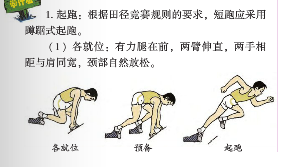 1. 起跑：根据田径竞赛规则的要求，短跑应采用
蹲踞式起跑。
（1）各就位：有力腿在前，两臂伸直，两手相
距与肩同宽，颈部自然放松。
各就位 预备 起跑